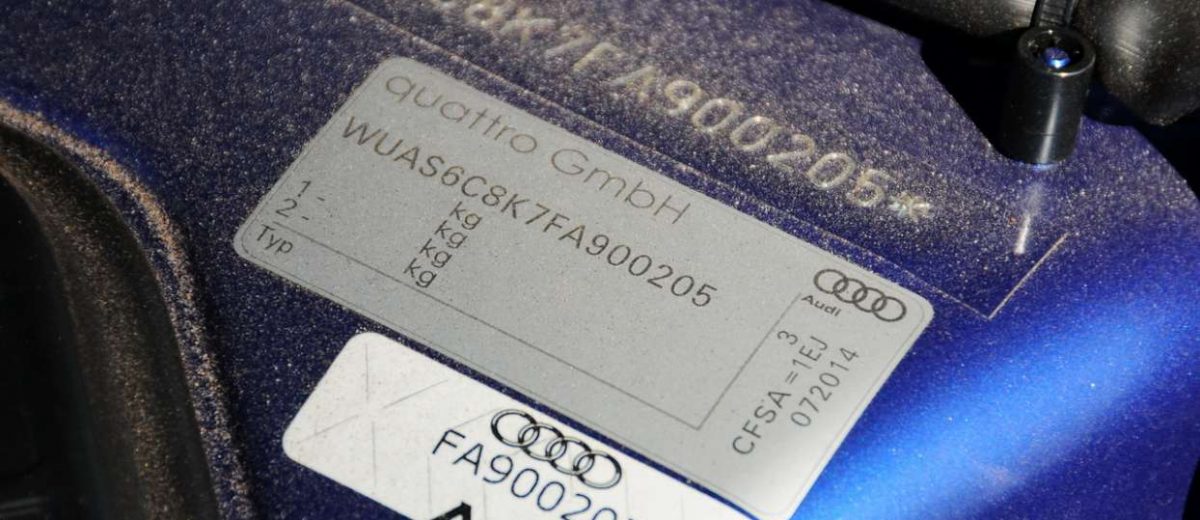 8K7FA900205*
quattro GmbH
WUAS6C8K7FA900205
kg
1 - kg
2 - kg
Typ kg
Audi
3
CFSA =1EJ
072014
FA90020